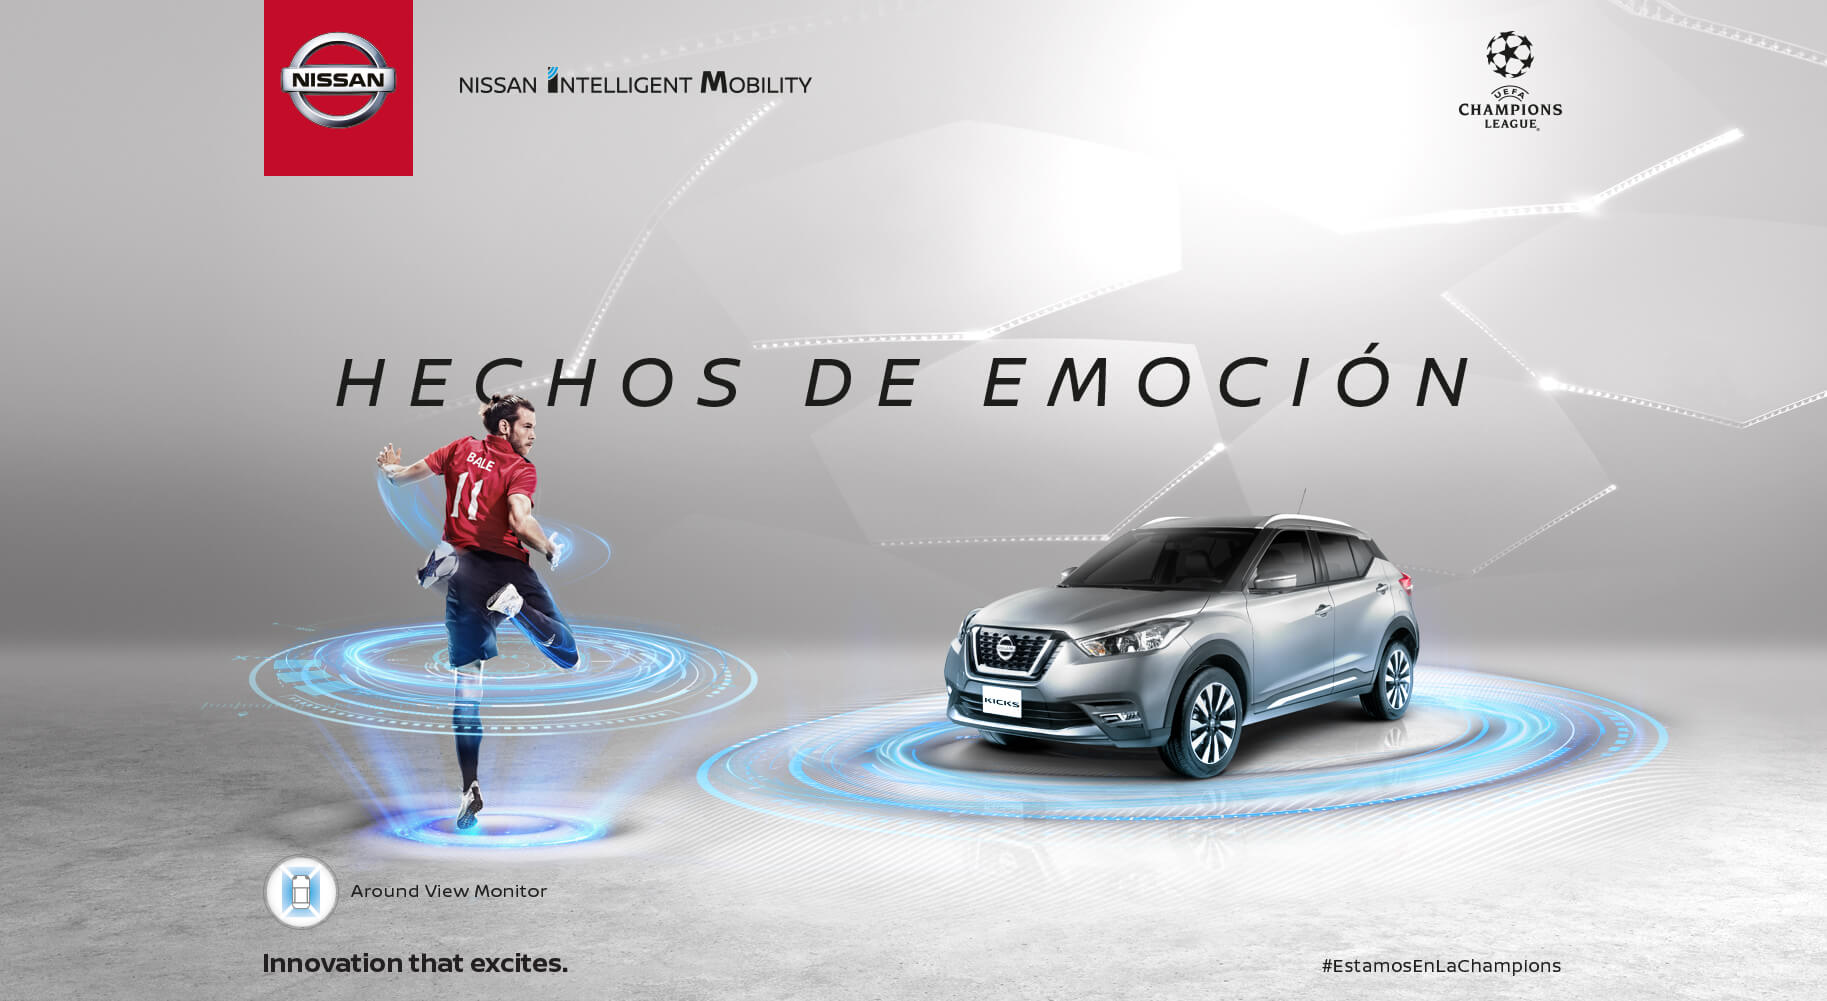 NISSAN
NISSAN INTELLIGENT MOBILITY
UEFA
CHAMPIONS
LEAGUE
HECHOS DE EMOCIÓN
BALE
11
KICKS
Around View Monitor
Innovation that excites.
#EstamosEnLaChampions